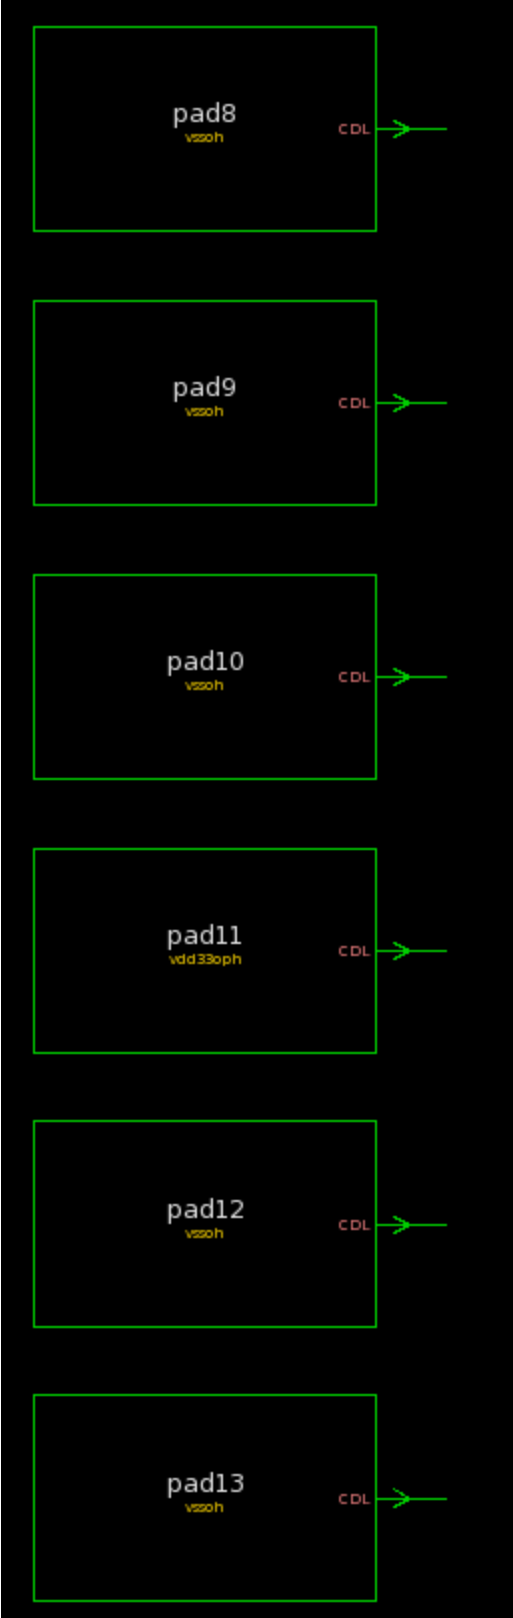 pad8
CDL
vssoh
pad9
CDL
vssoh
pad10
CDL
vssoh
pad11
CDL
vdd33oph
pad12
CDL
vssoh
pad13
CDL
vssoh